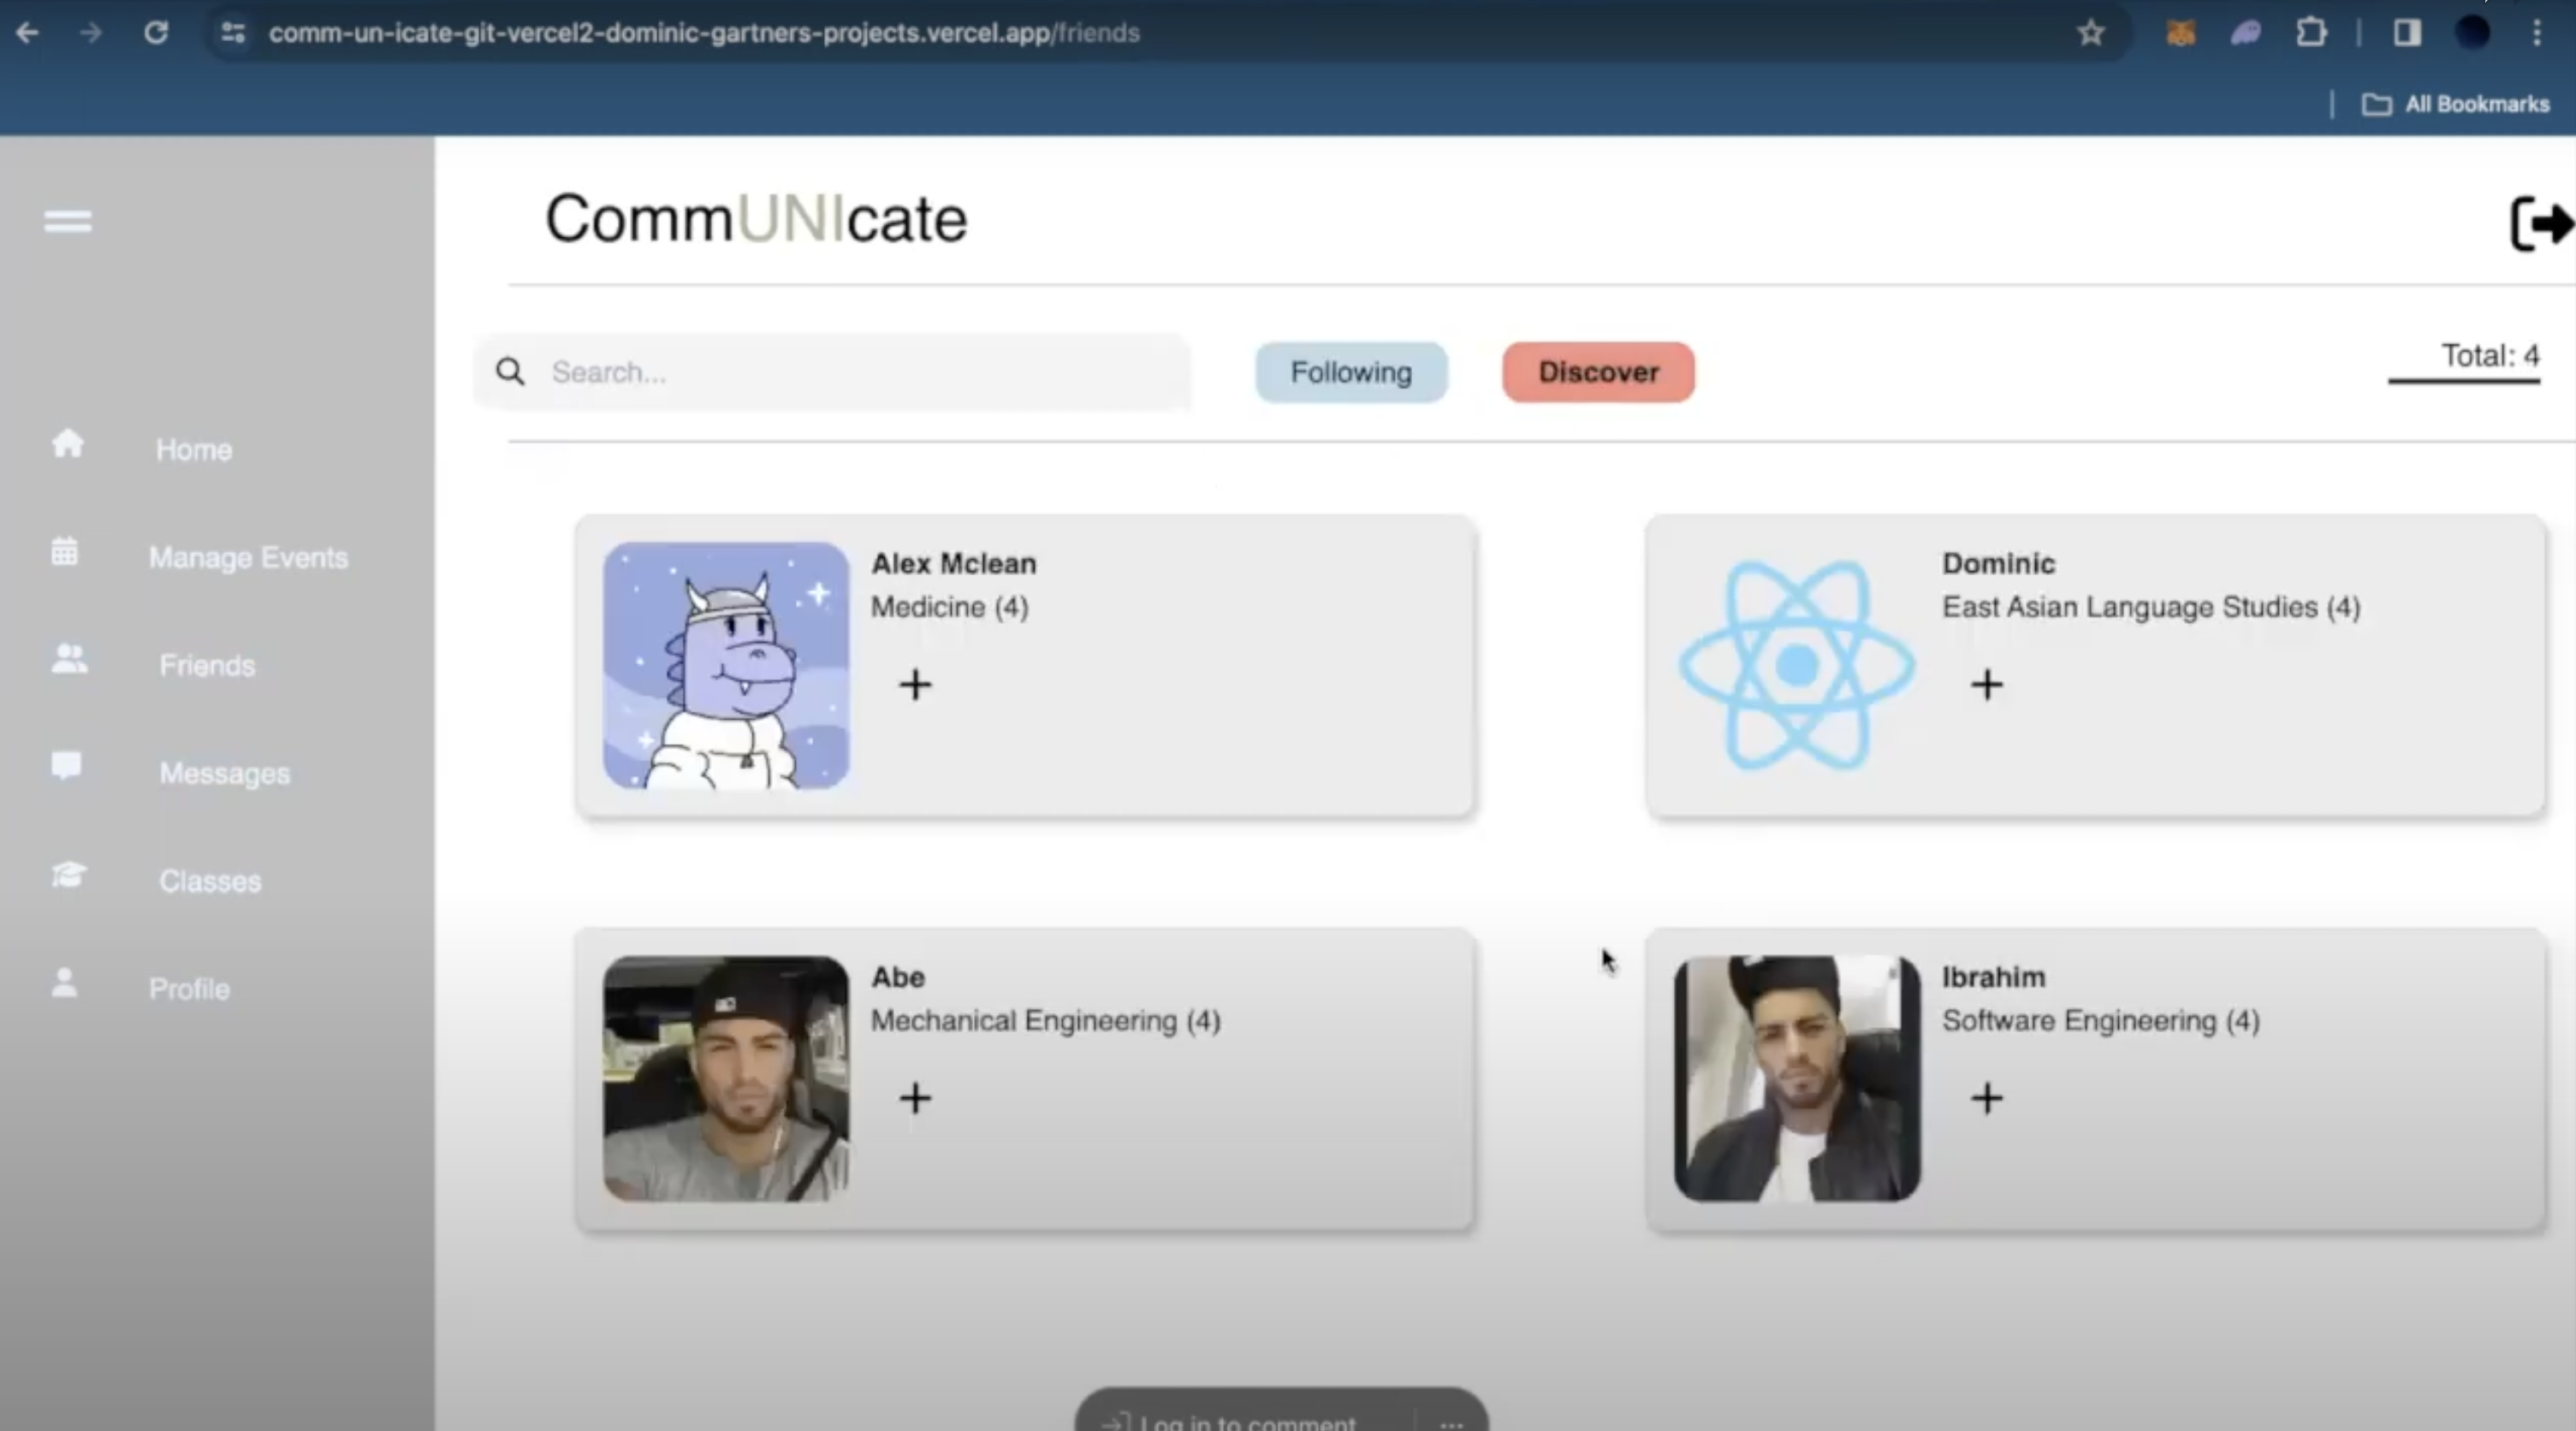 comm-un-icate-git-vercel2-dominic-gartners-projects.vercel.app/friends
All Bookmarks
CommUNIcate
Search...
Following
Discover
Total: 4
Home
Manage Events
Friends
Messages
Classes
Profile
Alex Mclean
Medicine (4)
+
Dominic
East Asian Language Studies (4)
+
Abe
Mechanical Engineering (4)
+
Ibrahim
Software Engineering (4)
+
Log in to comment